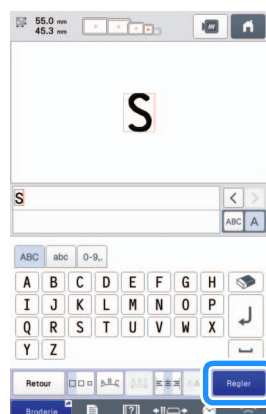 55.0 mm
45.3 mm
S
S
ABC A
ABC abc 0-9,.
A B C D E F G H
I J K L M N O P
Q R S T U V W X
Y Z
Retour Régler
Broderie